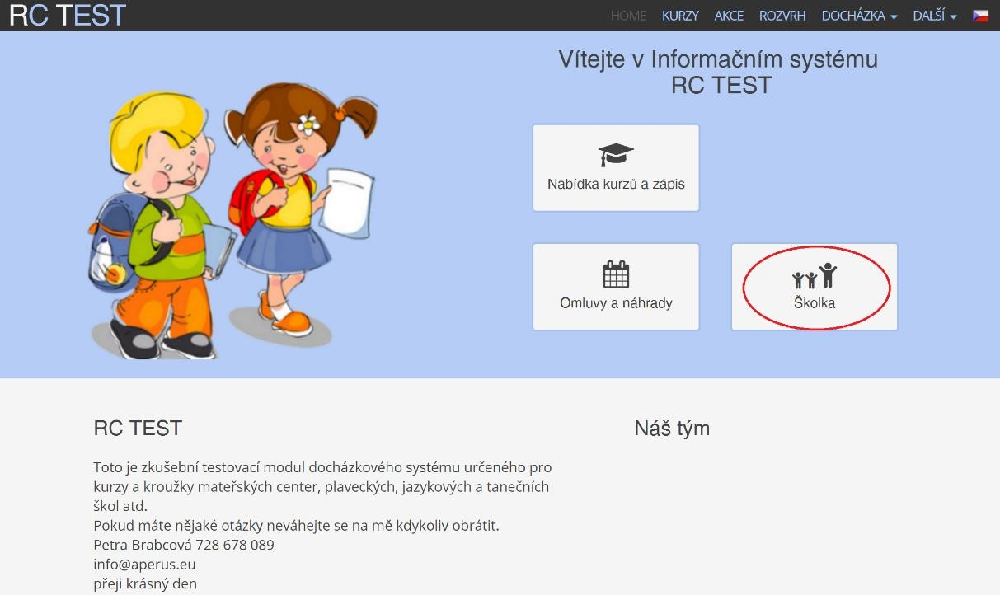 RC TEST
HOME KURZY AKCE ROZVRH DOCHÁZKA DALŠÍ
Vítejte v Informačním systému
RC TEST
Nabídka kurzů a zápis
Omluvy a náhrady
Školka
RC TEST
Toto je zkušební testovací modul docházkového systému určeného pro
kurzy a kroužky mateřských center, plaveckých, jazykových a tanečních
škol atd.
Pokud máte nějaké otázky neváhejte se na mě kdykoliv obrátit.
Petra Brabcová 728 678 089
info@aperus.eu
přeji krásný den
Náš tým